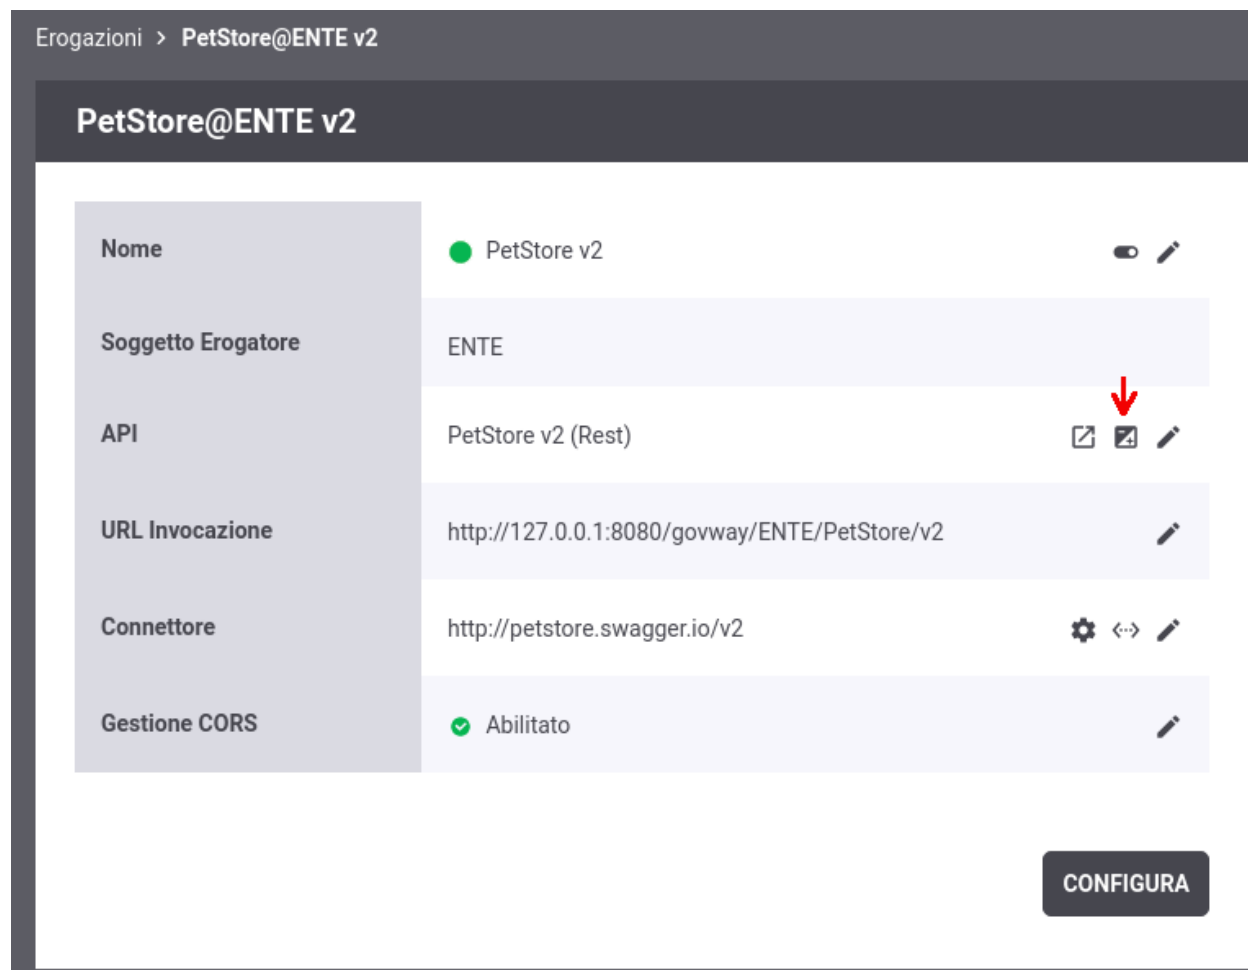 Erogazioni > PetStore@ENTE v2
PetStore@ENTE v2
Nome PetStore v2
Soggetto Erogatore ENTE
API PetStore v2 (Rest)
URL Invocazione http://127.0.0.1:8080/govway/ENTE/PetStore/v2
Connettore http://petstore.swagger.io/v2
Gestione CORS Abilitato
CONFIGURA